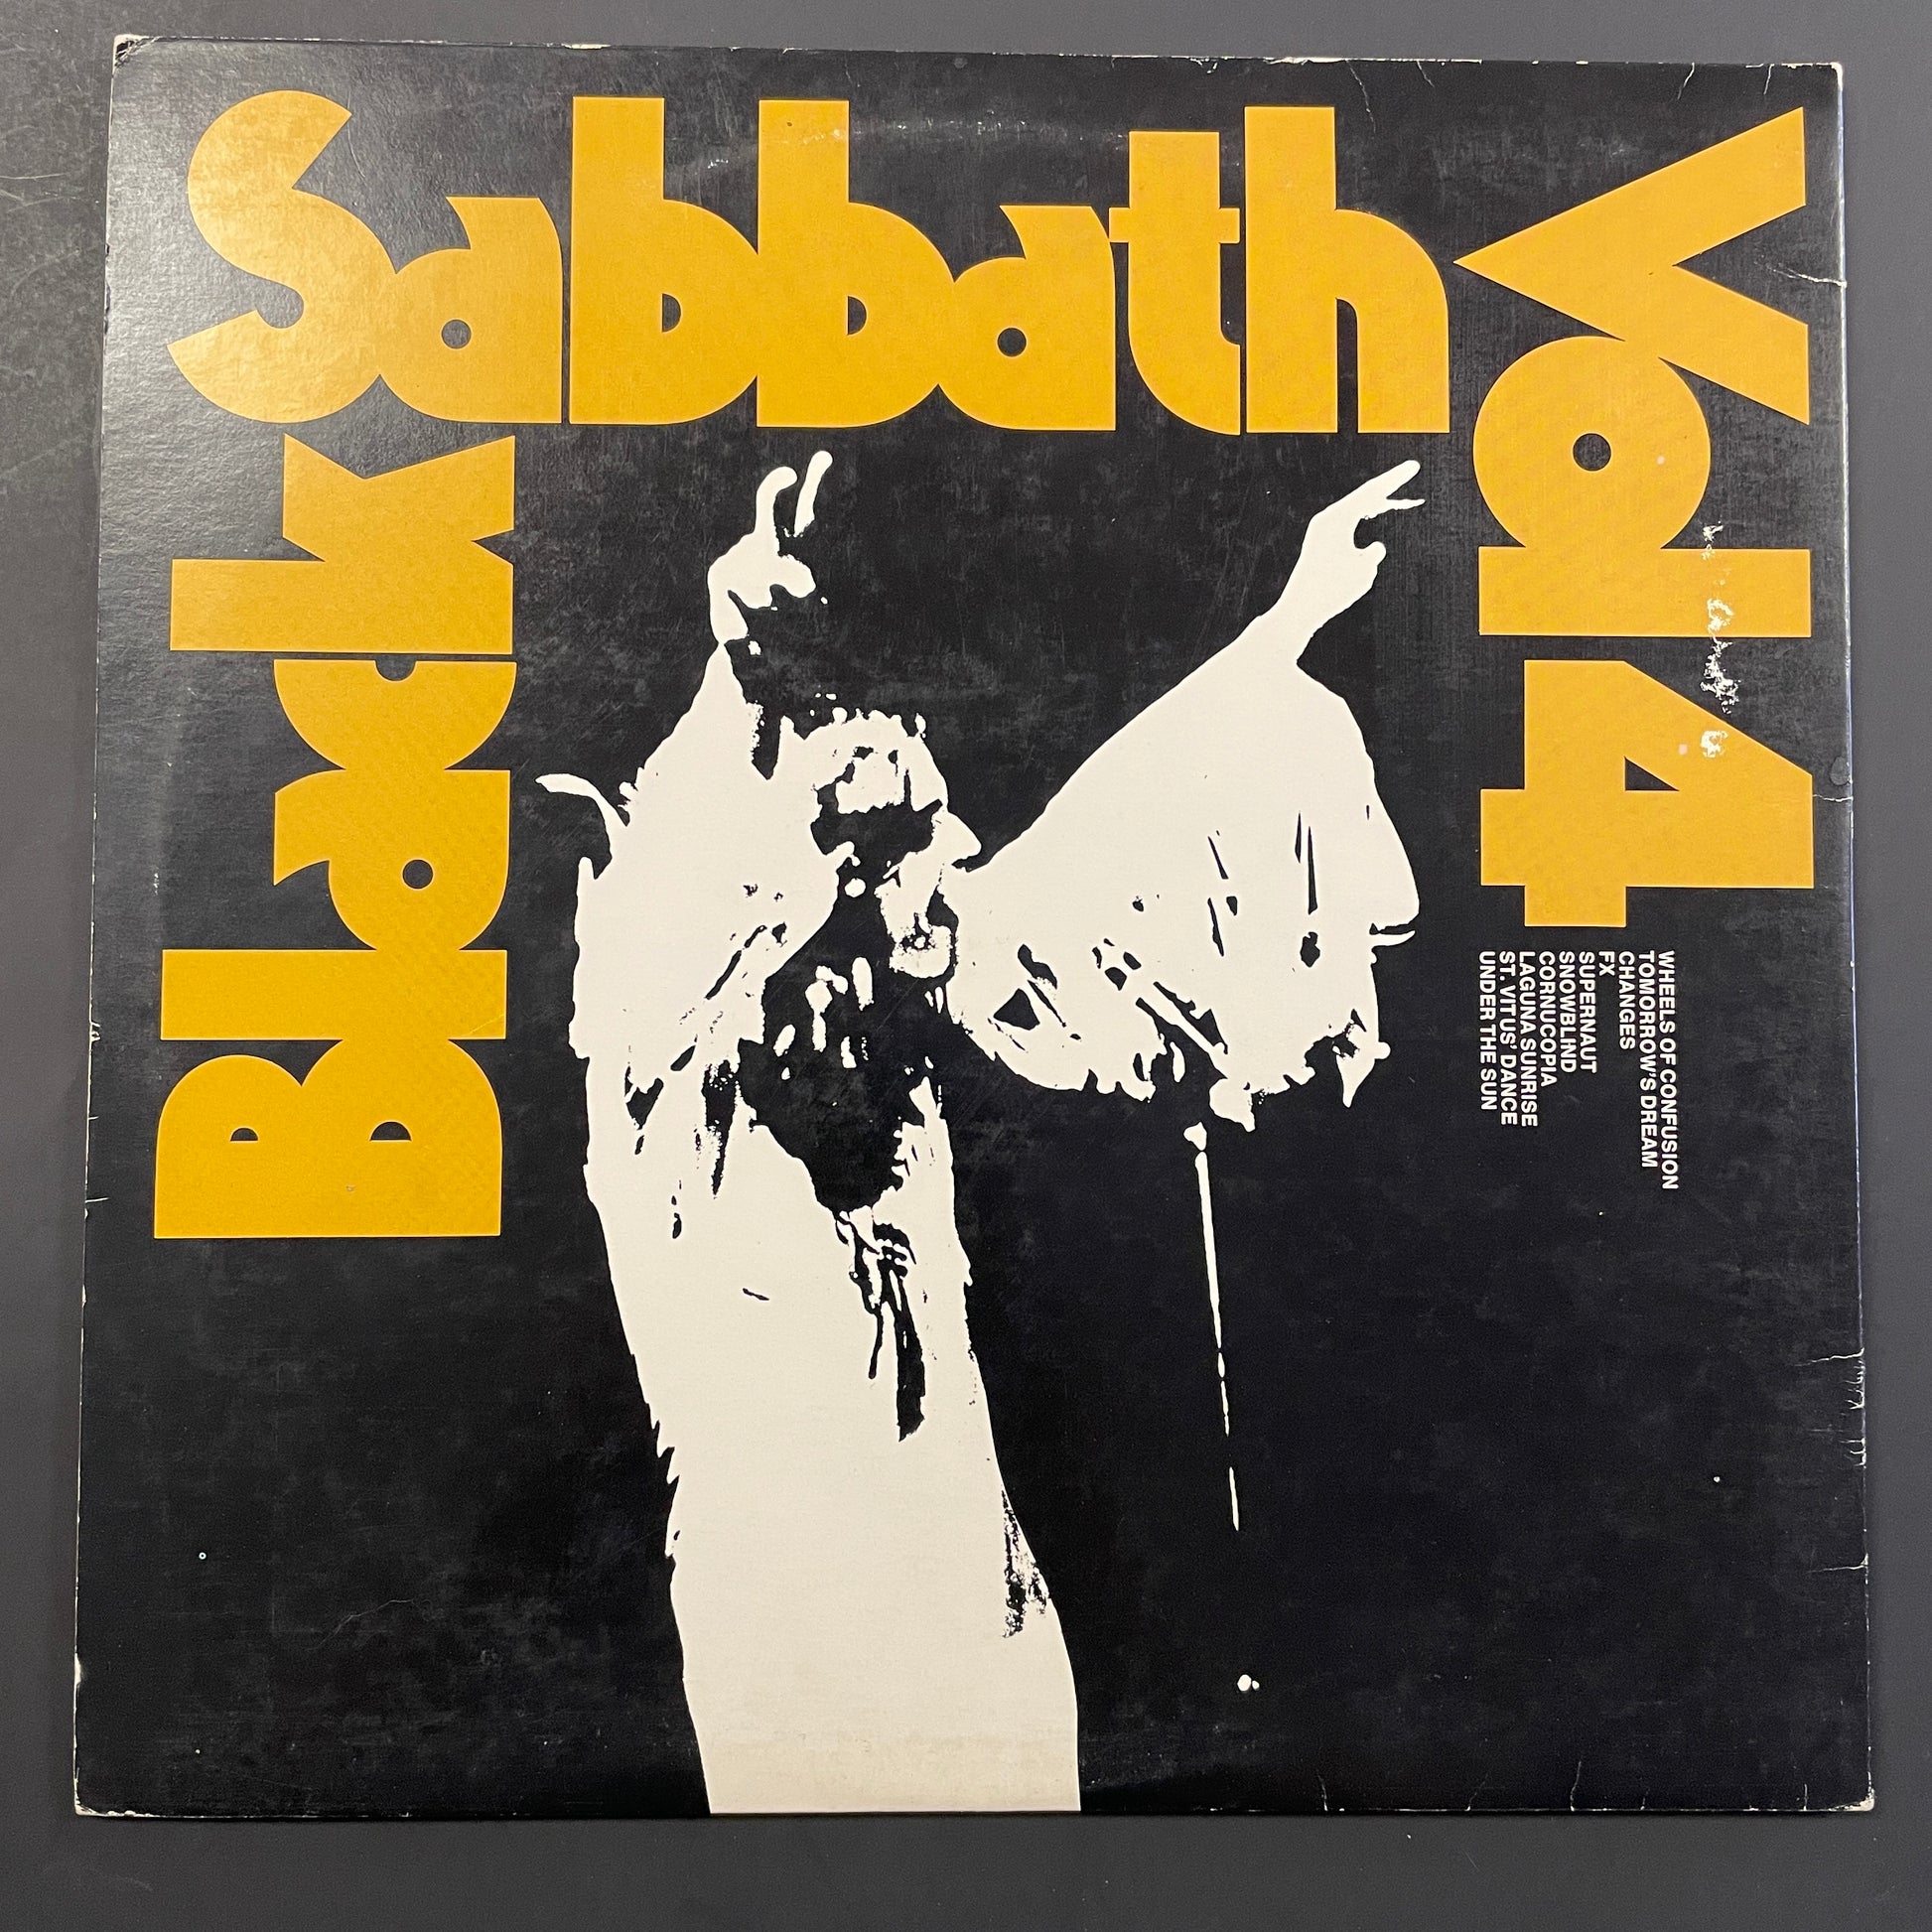 Black
Sabbath
Vol 4
WHEELS OF CONFUSION
TOMORROW'S DREAM
CHANGES
FX
SUPERNAUT
SNOWBLIND
CORNUCOPIA
LAGUNA SUNRISE
ST. VITUS' DANCE
UNDER THE SUN